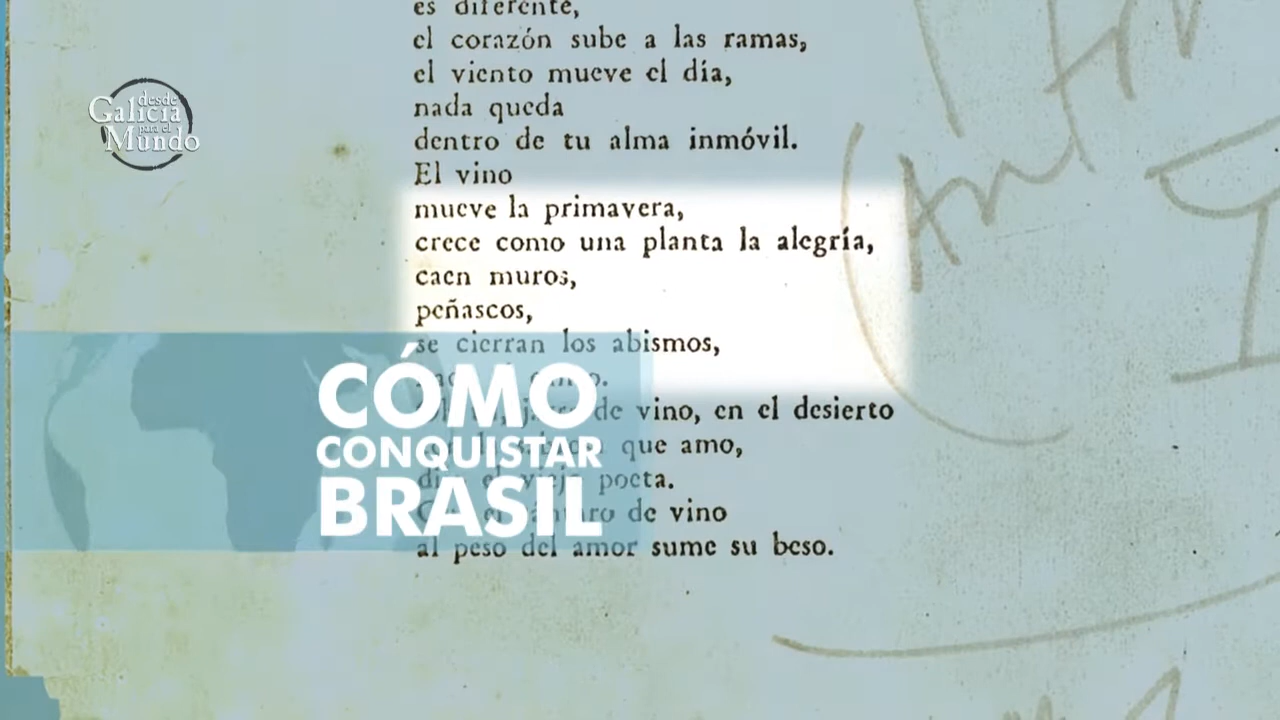 es diferente,
el corazón sube a las ramas,
el viento mueve el día,
nada queda
dentro de tu alma inmóvil.
El vino
mueve la primavera,
crece como una planta la alegría,
caen muros,
peñascos,
se cierran los abismos,
de vino, en el desierto
que amo,
el viejo poeta.
de vino
al peso del amor sume su beso.
desde
Galicia
para el
Mundo
CÓMO
CONQUISTAR
BRASIL